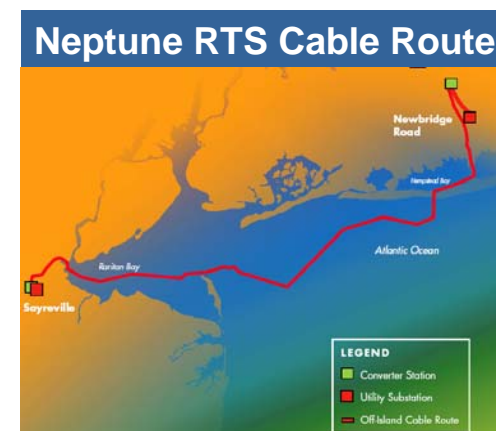 Neptune RTS Cable Route
Newbridge
Road
Hempstead Bay
Atlantic Ocean
Raritan Bay
Sayreville
LEGEND
Converter Station
Utility Substation
Off-Island Cable Route